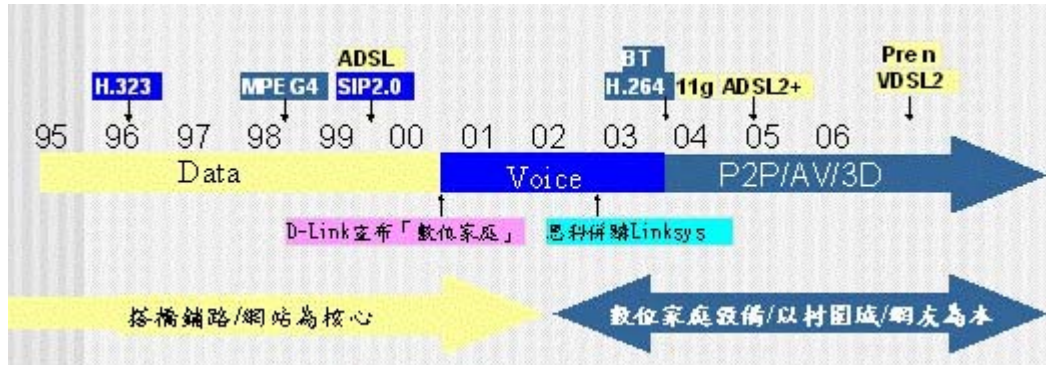 ADSL
BT
Pre n
H.323
MPEG4
SIP2.0
H.264
11g
ADSL2+
VDSL2
95 96 97 98 99 00 01 02 03 04 05 06
Data
Voice
P2P/AV/3D
D-Link宣布「數位家庭」
思科併購Linksys
搭橋鋪路/網站為核心
數位家庭設備/以村圍城/網友為本